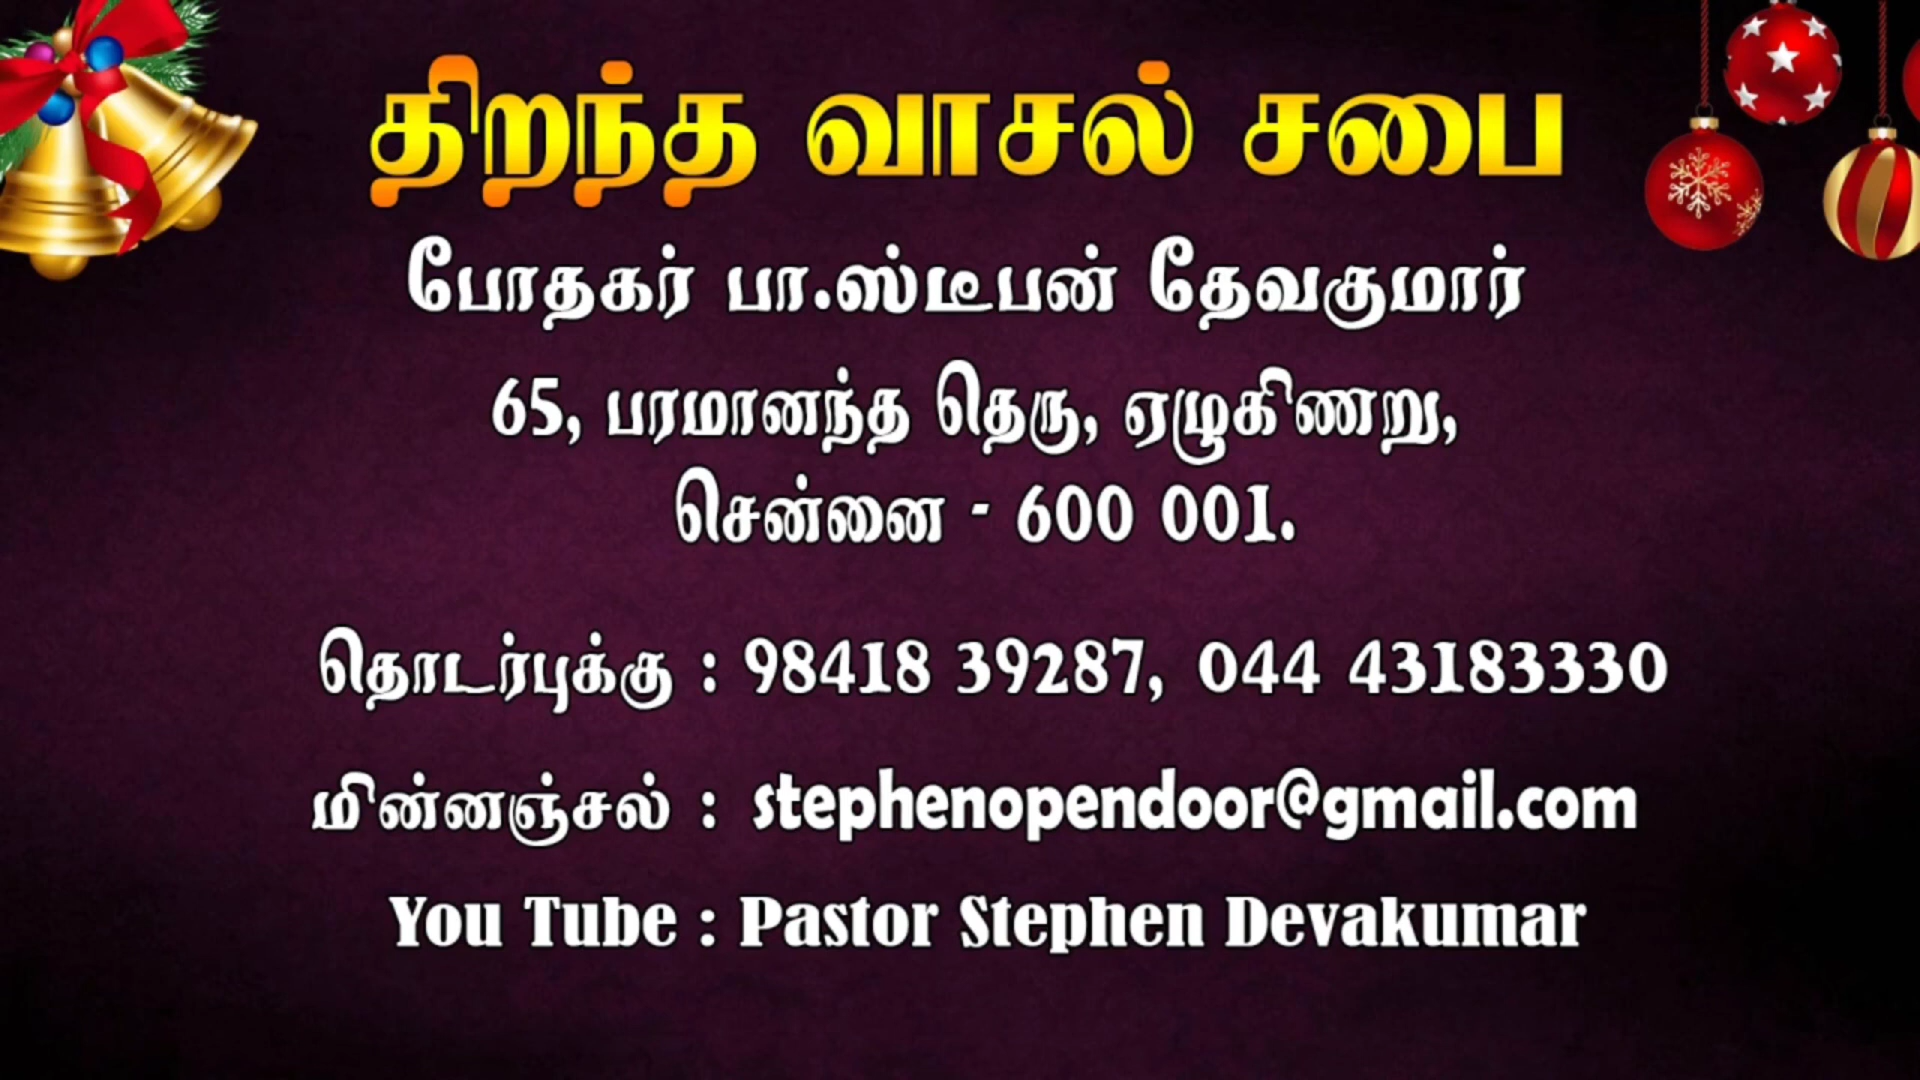 திறந்த வாசல் சபை
போதகர் பா.ஸ்டீபன் தேவகுமார்
65, பரமானந்த தெரு, ஏழுகிணறு,
சென்னை - 600 001.
தொடர்புக்கு : 98418 39287, 044 43183330
மின்னஞ்சல் : stephenopendoor@gmail.com
You Tube : Pastor Stephen Devakumar